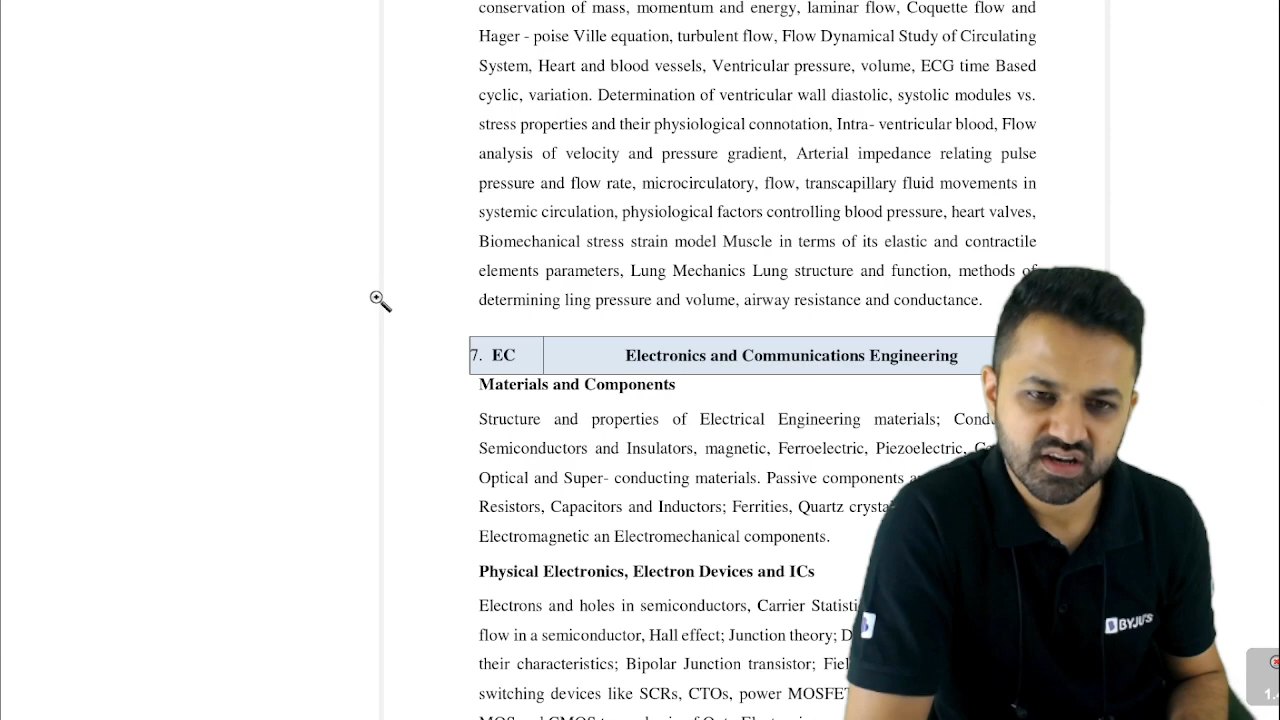 conservation of mass, momentum and energy, laminar flow, Coquette flow and
Hager - poise Ville equation, turbulent flow, Flow Dynamical Study of Circulating
System, Heart and blood vessels, Ventricular pressure, volume, ECG time Based
cyclic, variation. Determination of ventricular wall diastolic, systolic modules vs.
stress properties and their physiological connotation, Intra- ventricular blood, Flow
analysis of velocity and pressure gradient, Arterial impedance relating pulse
pressure and flow rate, microcirculatory, flow, transcapillary fluid movements in
systemic circulation, physiological factors controlling blood pressure, heart valves,
Biomechanical stress strain model Muscle in terms of its elastic and contractile
elements parameters, Lung Mechanics Lung structure and function, methods of
determining ling pressure and volume, airway resistance and conductance.
7. EC Electronics and Communications Engineering
Materials and Components
Structure and properties of Electrical Engineering materials;
Semiconductors and Insulators, magnetic, Ferroelectric, Piezoelectric,
Optical and Super- conducting materials. Passive components
Resistors, Capacitors and Inductors; Ferrities, Quartz
Electromagnetic an Electromechanical components.
Physical Electronics, Electron Devices and ICs
Electrons and holes in semiconductors, Carrier
flow in a semiconductor, Hall effect; Junction theory;
their characteristics; Bipolar Junction transistor;
switching devices like SCRs, CTOs, power
BYJU'S